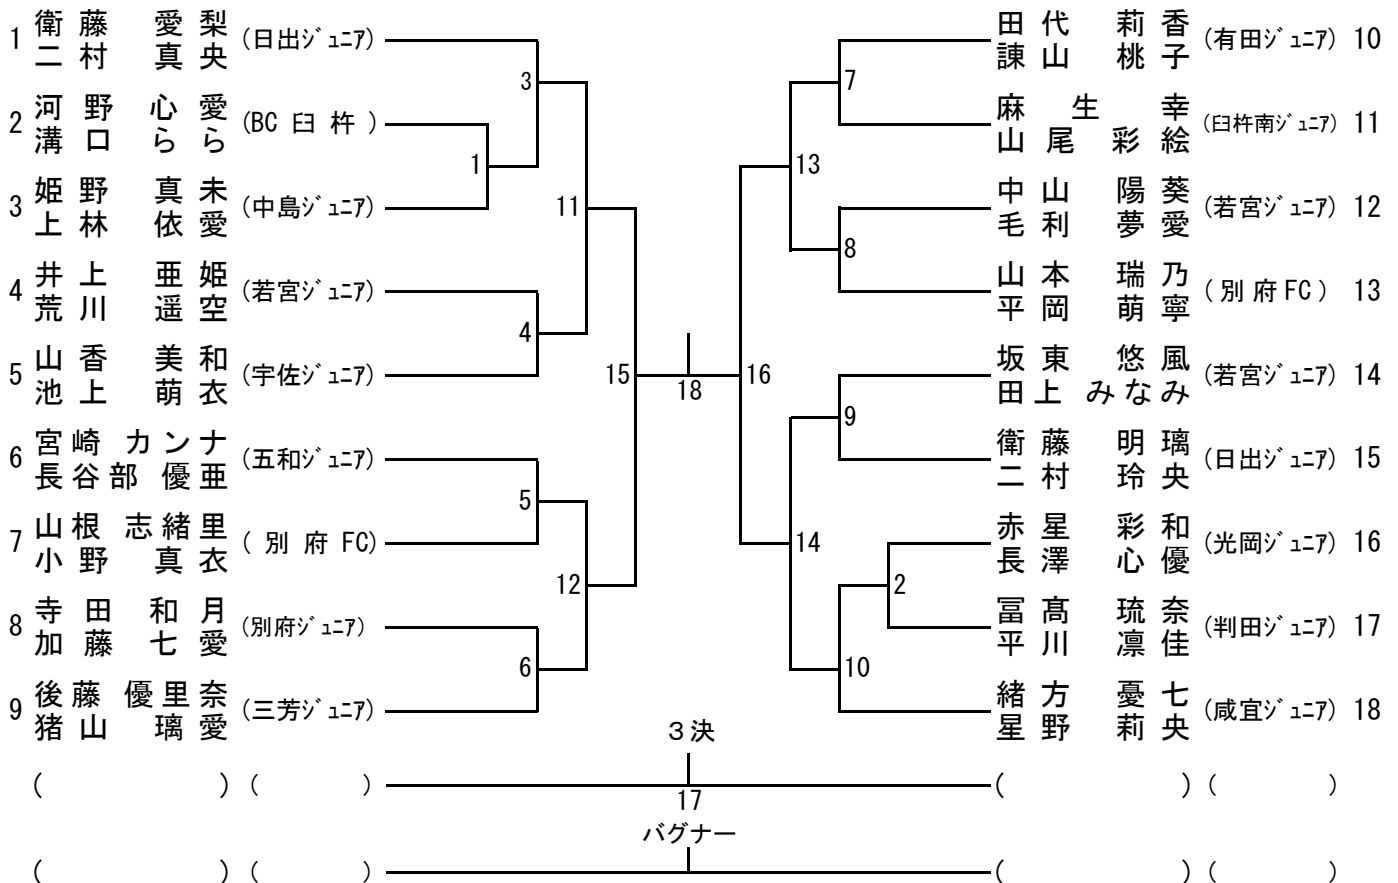 1 衛藤 愛梨 (日出ジュニア)
二村 真央
2 河野 心愛 (BC 臼杵)
溝口 らら
3 姫野 真未 (中島ジュニア)
上林 依愛
4 井上 亜姫 (若宮ジュニア)
荒川 遥空
5 山香 美和 (宇佐ジュニア)
池上 萌衣
6 宮崎 カンナ (五和ジュニア)
長谷部 優亜
7 山根 志緒里 (別府FC)
小野 真衣
8 寺田 和月 (別府ジュニア)
加藤 七愛
9 後藤 優里奈 (三芳ジュニア)
猪山 璃愛
3
1
11
4
15
5
12
6
18
16
7
13
8
9
14
2
10
田代 莉香 (有田ジュニア) 10
諫山 桃子
麻生 幸 (臼杵南ジュニア) 11
山尾 彩絵
中山 陽葵 (若宮ジュニア) 12
毛利 夢愛
山本 瑞乃 (別府FC) 13
平岡 萌寧
坂東 悠風 (若宮ジュニア) 14
田上 みなみ
衛藤 明璃 (日出ジュニア) 15
二村 玲央
赤星 彩和 (光岡ジュニア) 16
長澤 心優
冨髙 琉奈 (判田ジュニア) 17
平川 凛佳
緒方 憂七 (咸宜ジュニア) 18
星野 莉央
3決
( ) ( ) 17 ( ) ( )
バグナー
( ) ( ) ( ) ( )